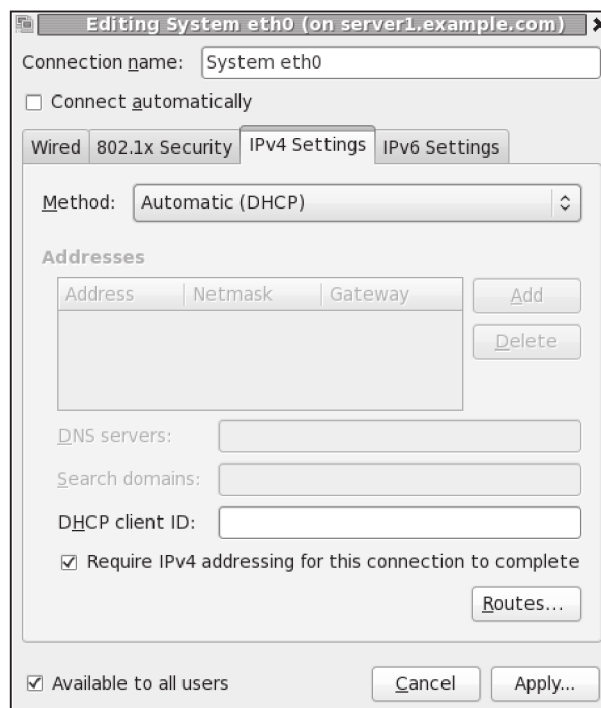 Editing System eth0 (on server1.example.com)
Connection name: System eth0
Connect automatically
Wired 802.1x Security IPv4 Settings IPv6 Settings
Method: Automatic (DHCP)
Addresses
Address Netmask Gateway Add
Delete
DNS servers:
Search domains:
DHCP client ID:
Require IPv4 addressing for this connection to complete
Routes...
Available to all users Cancel Apply...